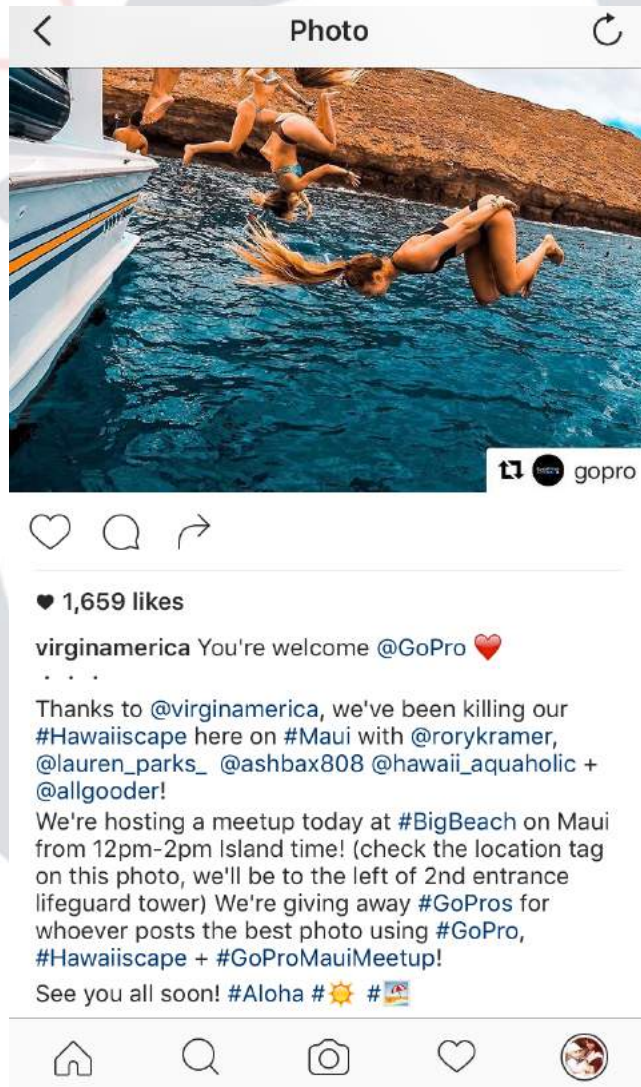 Photo
gopro
1,659 likes
virginamerica You're welcome @GoPro ❤️
. . .
Thanks to @virginamerica, we've been killing our
#Hawaiiscape here on #Maui with @rorykramer,
@lauren_parks_ @ashbax808 @hawaii_aquaholic +
@allgooder!
We're hosting a meetup today at #BigBeach on Maui
from 12pm-2pm Island time! (check the location tag
on this photo, we'll be to the left of 2nd entrance
lifeguard tower) We're giving away #GoPros for
whoever posts the best photo using #GoPro,
#Hawaiiscape + #GoProMauiMeetup!
See you all soon! #Aloha #☀️ #🏖️